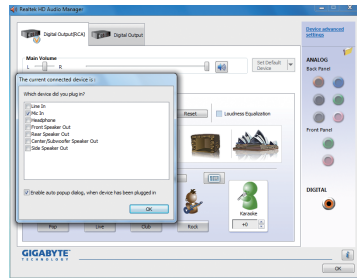 Realtek HD Audio Manager
Digital Output(RCA)
Digital Output
Device advanced
settings
Main Volume
L
R
Set Default
Device
ANALOG
Back Panel
The current connected device is :
Which device did you plug in?
Line In
Mic In
Headphone
Front Speaker Out
Rear Speaker Out
Center/Subwoofer Speaker Out
Side Speaker Out
Enable auto popup dialog, when device has been plugged in
OK
Reset
Loudness Equalization
Front Panel
DIGITAL
Karaoke
+0
Pop
Live
Club
Rock
GIGABYTE
TECHNOLOGY
i
OK